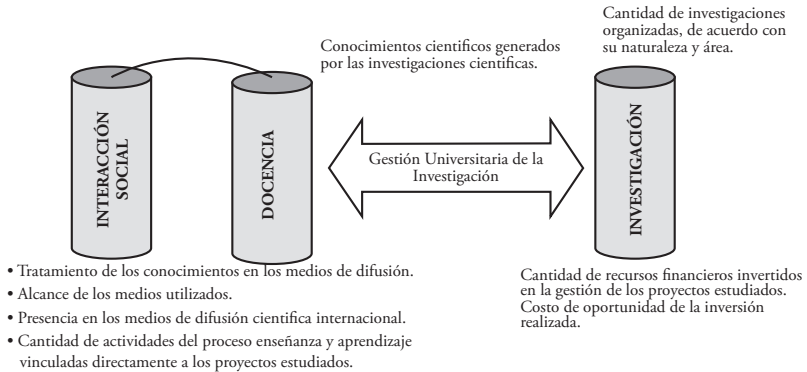 Cantidad de investigaciones
organizadas, de acuerdo con
su naturaleza y área.
Conocimientos cientificos generados
por las investigaciones cientificas.
INTERACCIÓN
SOCIAL
DOCENCIA
Gestión Universitaria de la
Investigación
INVESTIGACIÓN
• Tratamiento de los conocimientos en los medios de difusión.
• Alcance de los medios utilizados.
• Presencia en los medios de difusión cientifica internacional.
• Cantidad de actividades del proceso enseñanza y aprendizaje
vinculadas directamente a los proyectos estudiados.
Cantidad de recursos financieros invertidos
en la gestión de los proyectos estudiados.
Costo de oportunidad de la inversión
realizada.